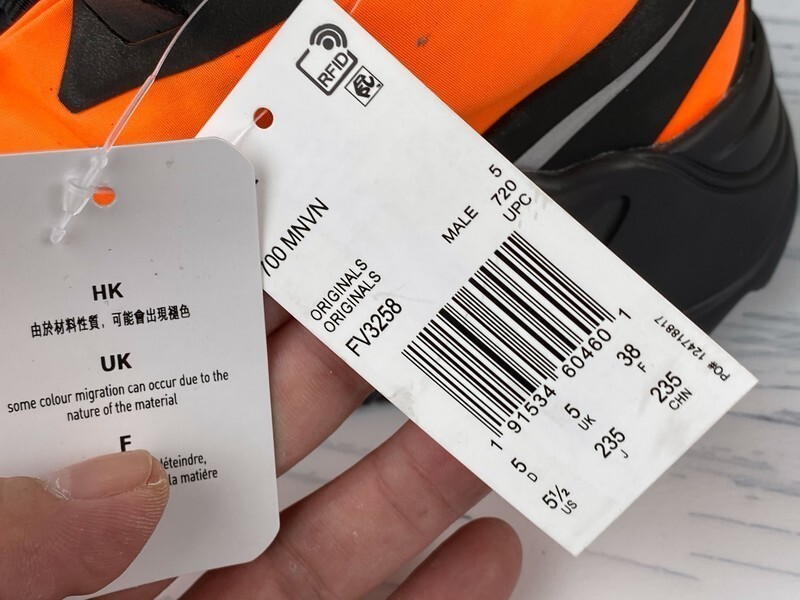 HK
由於材料性質，可能會出現褪色
UK
some colour migration can occur due to the
nature of the material
F
déteindre,
la matière
RFID
700 MNVN
ORIGINALS
ORIGINALS
FV3258
MALE
5
720
UPC
1 91534 60460 1
5
D
5
UK
38
F
5½
US
235
J
235
CHN
PO# 124718817